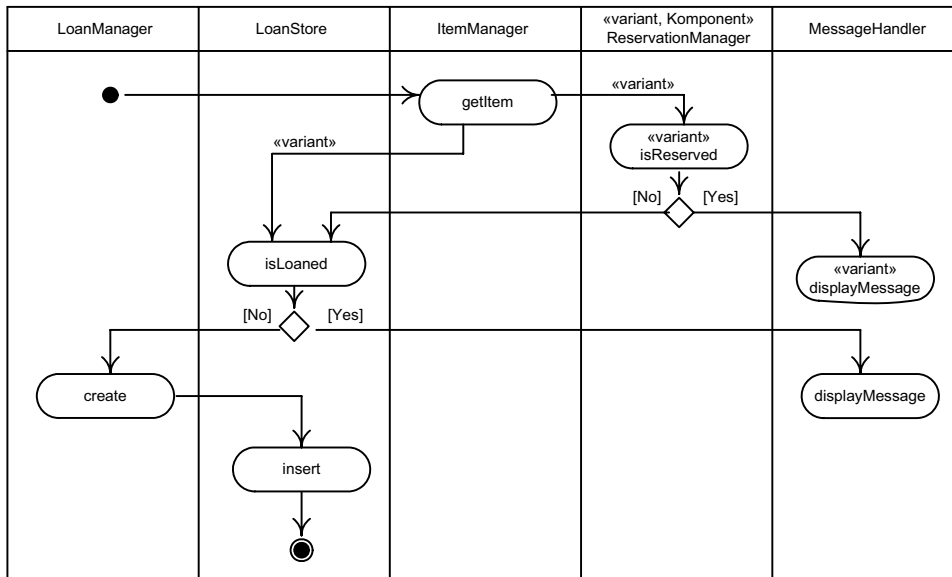 LoanManager
LoanStore
ItemManager
«variant, Komponent»
ReservationManager
MessageHandler
getItem
«variant»
«variant»
isReserved
«variant»
[No]
[Yes]
isLoaned
«variant»
displayMessage
[No]
[Yes]
create
displayMessage
insert